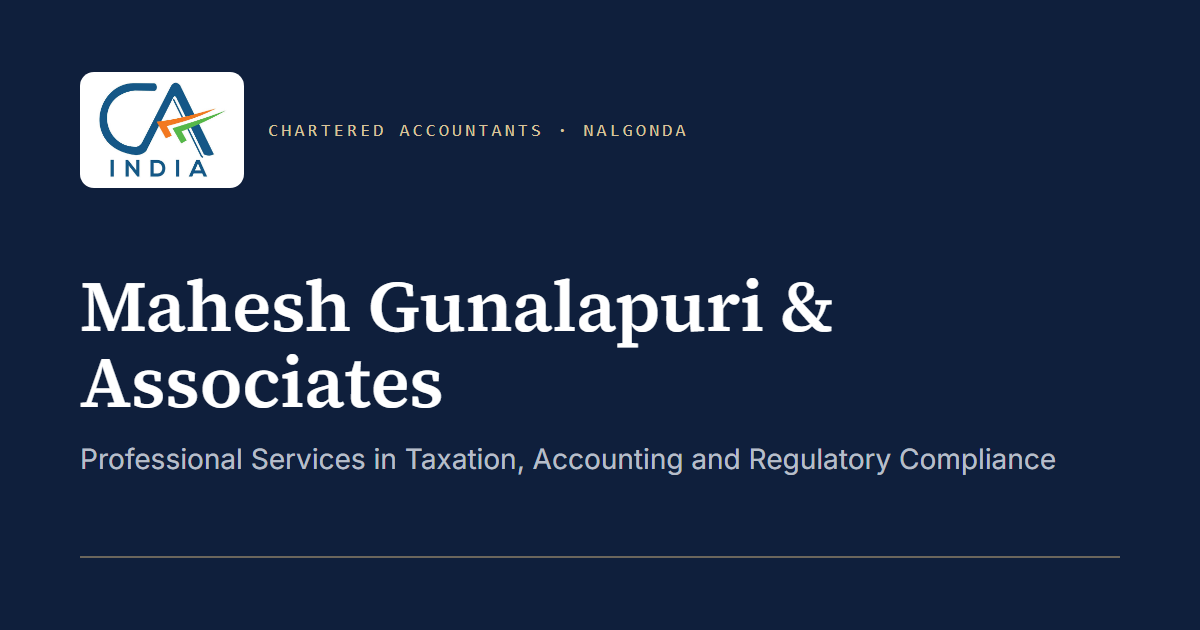 CA
INDIA
CHARTERED ACCOUNTANTS · NALGONDA
Mahesh Gunalapuri &
Associates
Professional Services in Taxation, Accounting and Regulatory Compliance